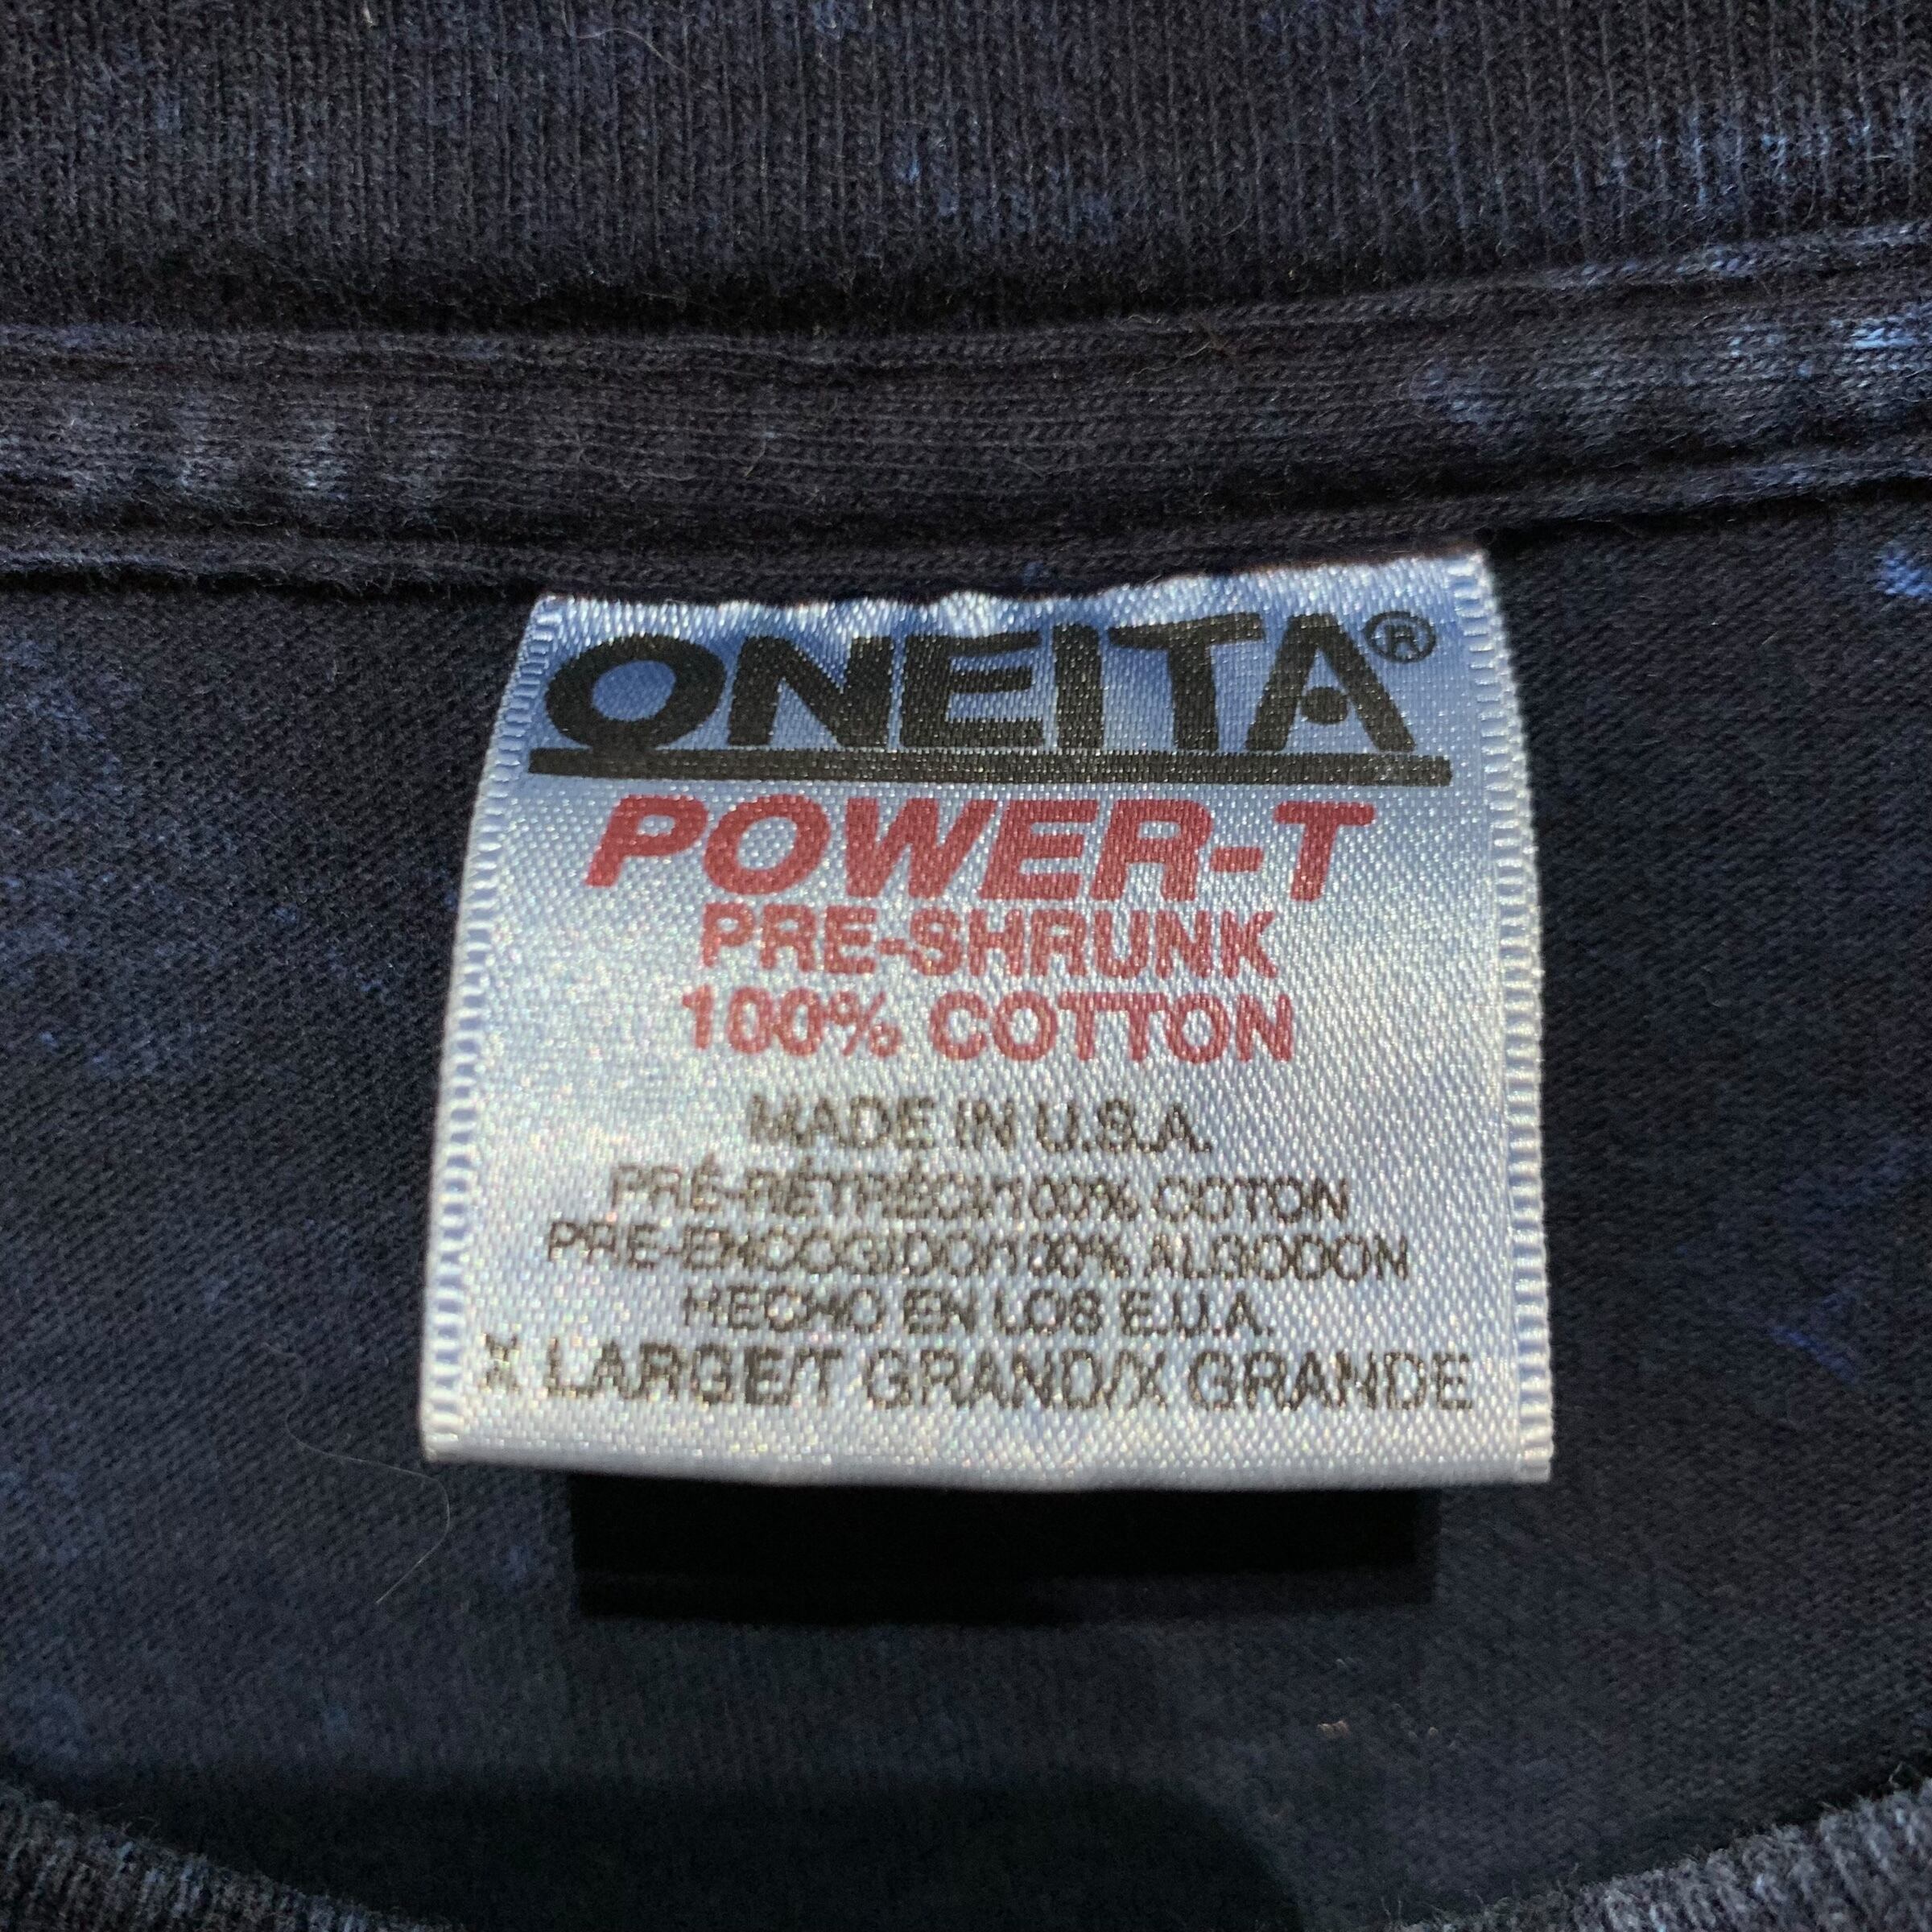 ONEITA®
POWER-T
PRE-SHRUNK
100% COTTON
MADE IN U.S.A.
PRÉ-RÉTRÉCI/100% COTON
PRE-ENCOGIDO/100% ALGODON
HECHO EN LOS E.U.A.
X LARGE/T GRAND/X GRANDE